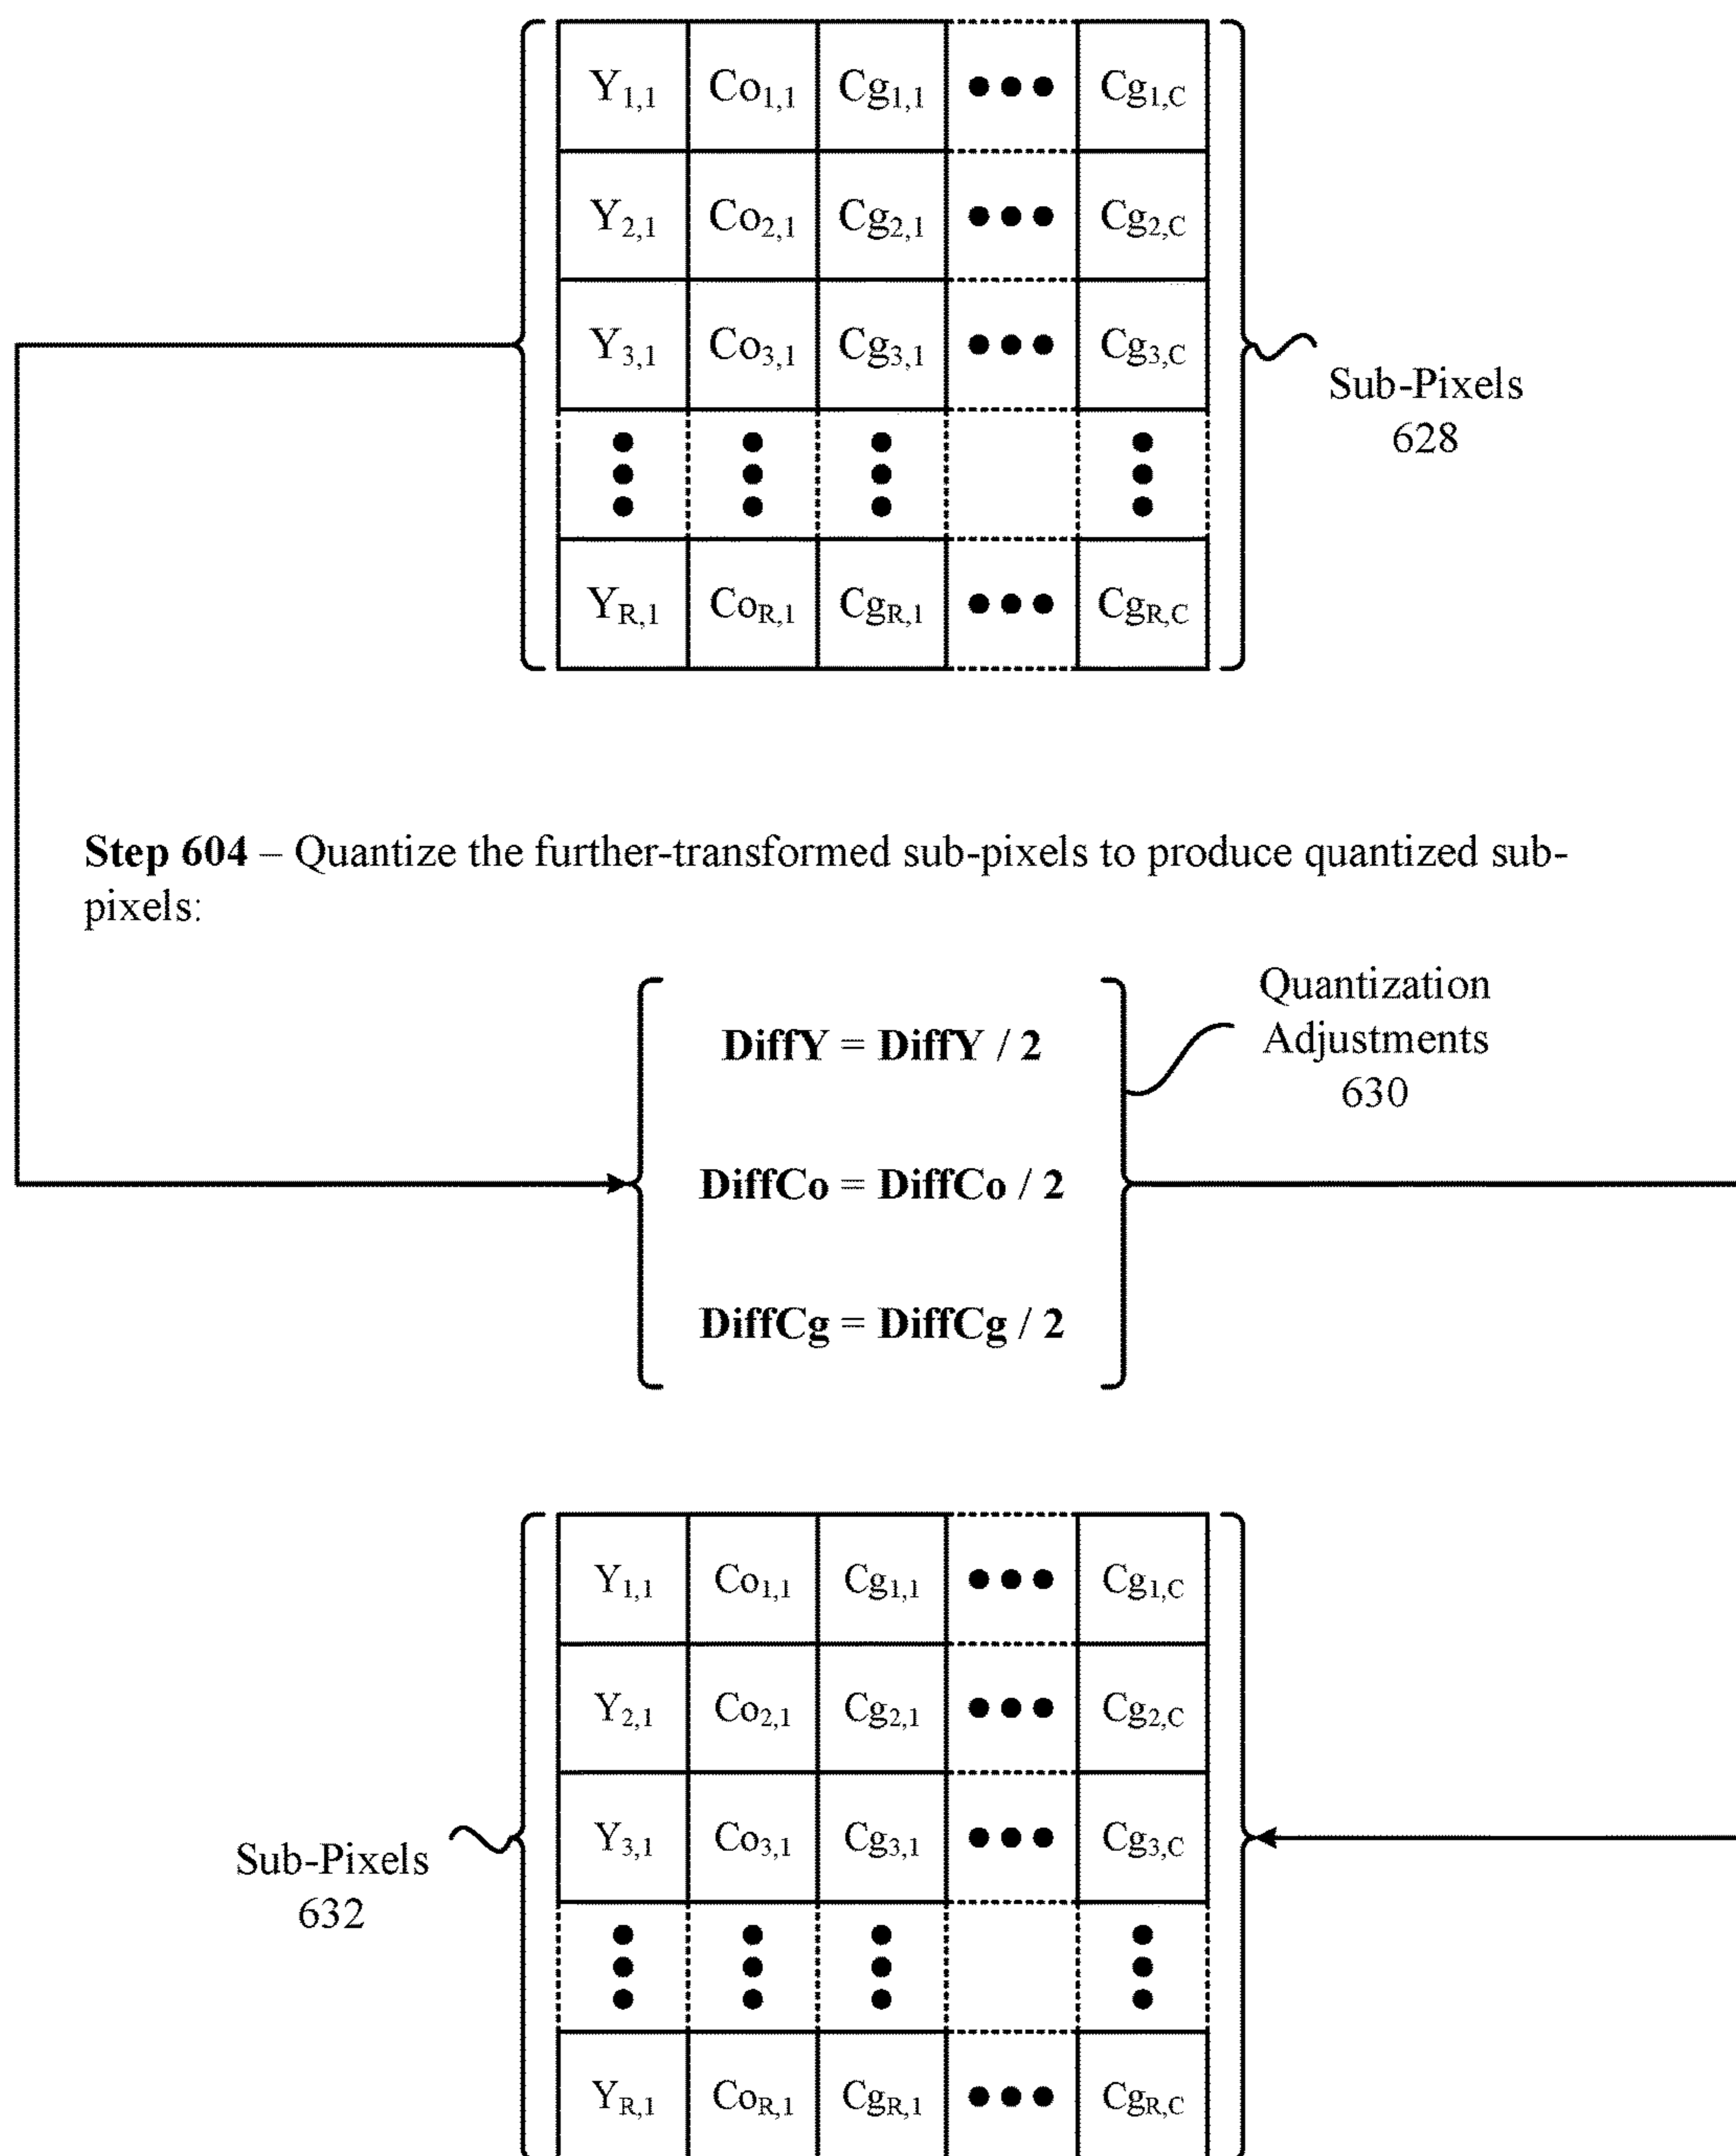 Y1,1 Co1,1 Cg1,1 ●●● Cg1,C
Y2,1 Co2,1 Cg2,1 ●●● Cg2,C
Y3,1 Co3,1 Cg3,1 ●●● Cg3,C
Sub-Pixels
628
YR,1 CoR,1 CgR,1 ●●● CgR,C
Step 604 – Quantize the further-transformed sub-pixels to produce quantized sub-
pixels:
Quantization
Adjustments
630
DiffY = DiffY / 2
DiffCo = DiffCo / 2
DiffCg = DiffCg / 2
Y1,1 Co1,1 Cg1,1 ●●● Cg1,C
Y2,1 Co2,1 Cg2,1 ●●● Cg2,C
Y3,1 Co3,1 Cg3,1 ●●● Cg3,C
Sub-Pixels
632
YR,1 CoR,1 CgR,1 ●●● CgR,C